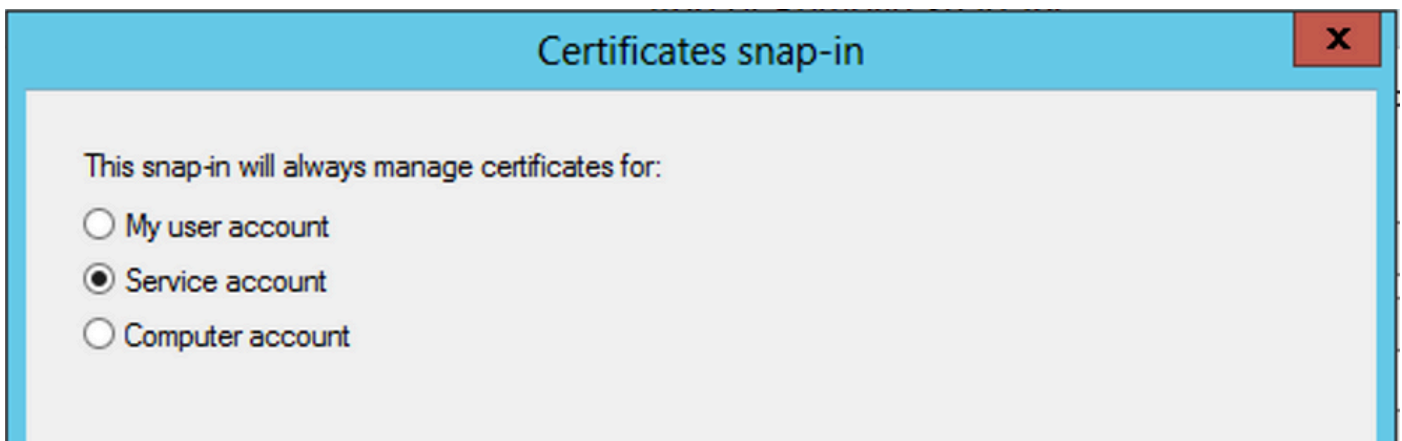 Certificates snap-in
x
This snap-in will always manage certificates for:
My user account
Service account
Computer account